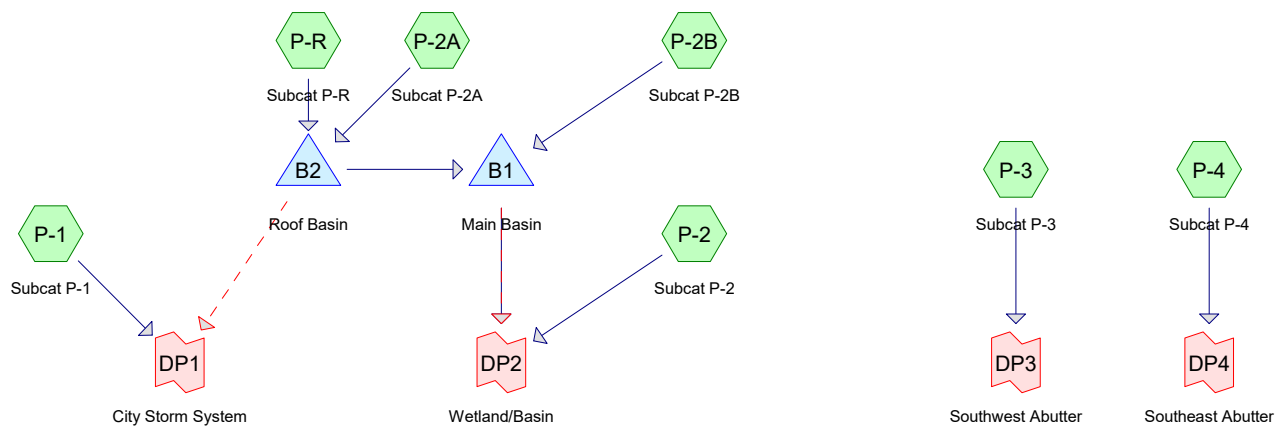 P-R
P-2A
P-2B
Subcat P-R
Subcat P-2A
Subcat P-2B
B2
B1
P-3
P-4
Roof Basin
Main Basin
Subcat P-3
Subcat P-4
P-1
P-2
Subcat P-1
Subcat P-2
DP1
DP2
DP3
DP4
City Storm System
Wetland/Basin
Southwest Abutter
Southeast Abutter